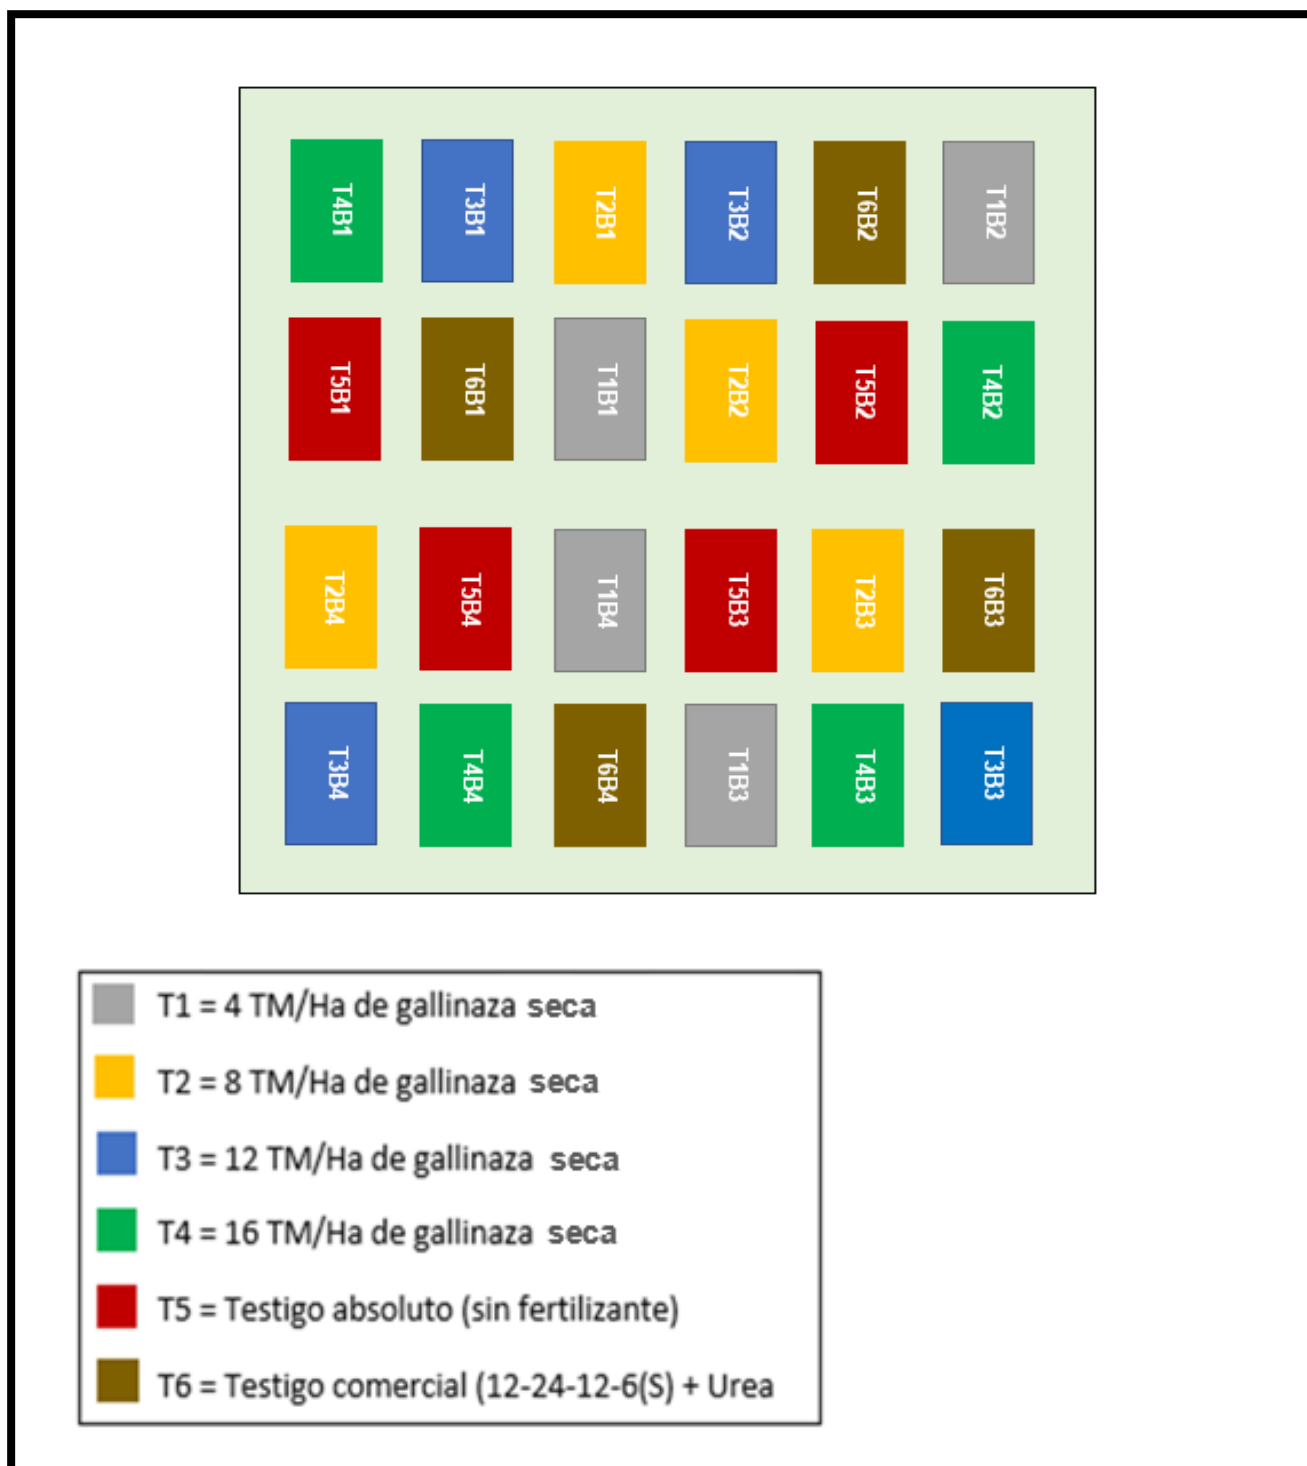 T4B1
T3B1
T2B1
T3B2
T6B2
T1B2
T5B1
T6B1
T1B1
T2B2
T5B2
T4B2
T2B4
T5B4
T1B4
T5B3
T2B3
T6B3
T3B4
T4B4
T6B4
T1B3
T4B3
T3B3
T1 = 4 TM/Ha de gallinaza seca
T2 = 8 TM/Ha de gallinaza seca
T3 = 12 TM/Ha de gallinaza seca
T4 = 16 TM/Ha de gallinaza seca
T5 = Testigo absoluto (sin fertilizante)
T6 = Testigo comercial (12-24-12-6(S) + Urea